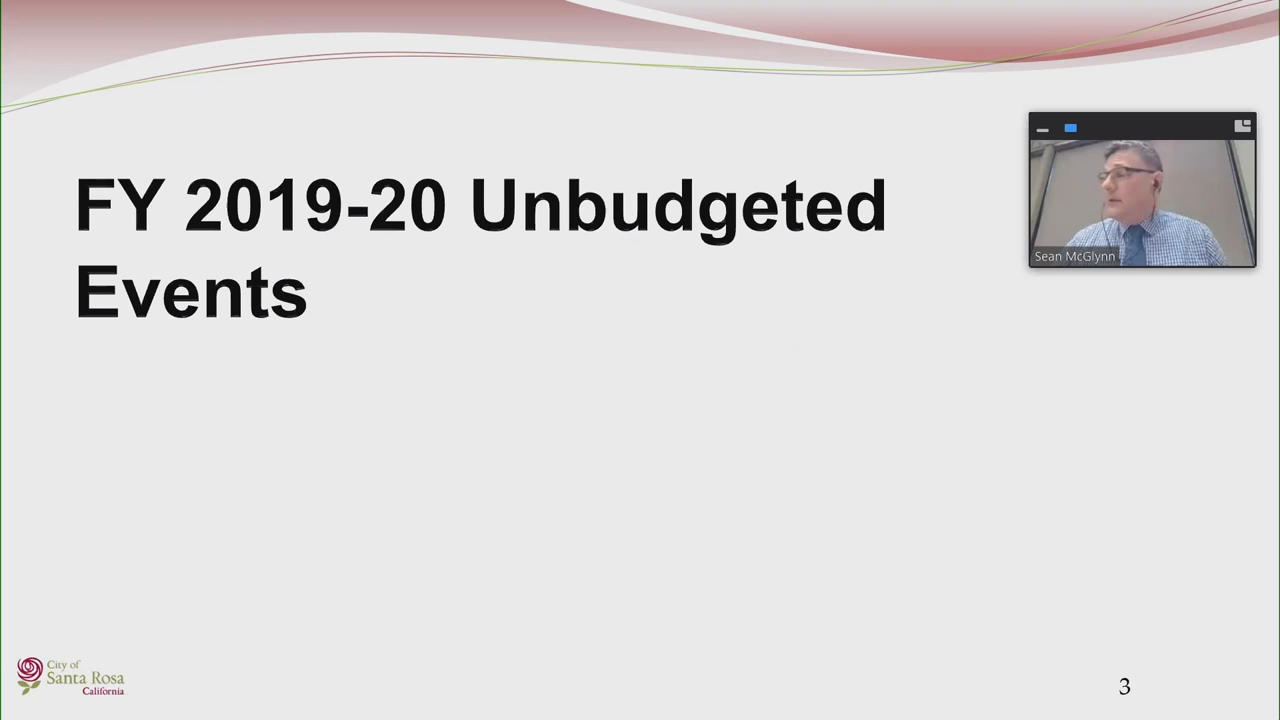 FY 2019-20 Unbudgeted
Events
Sean McGlynn
City of
Santa Rosa
California
3